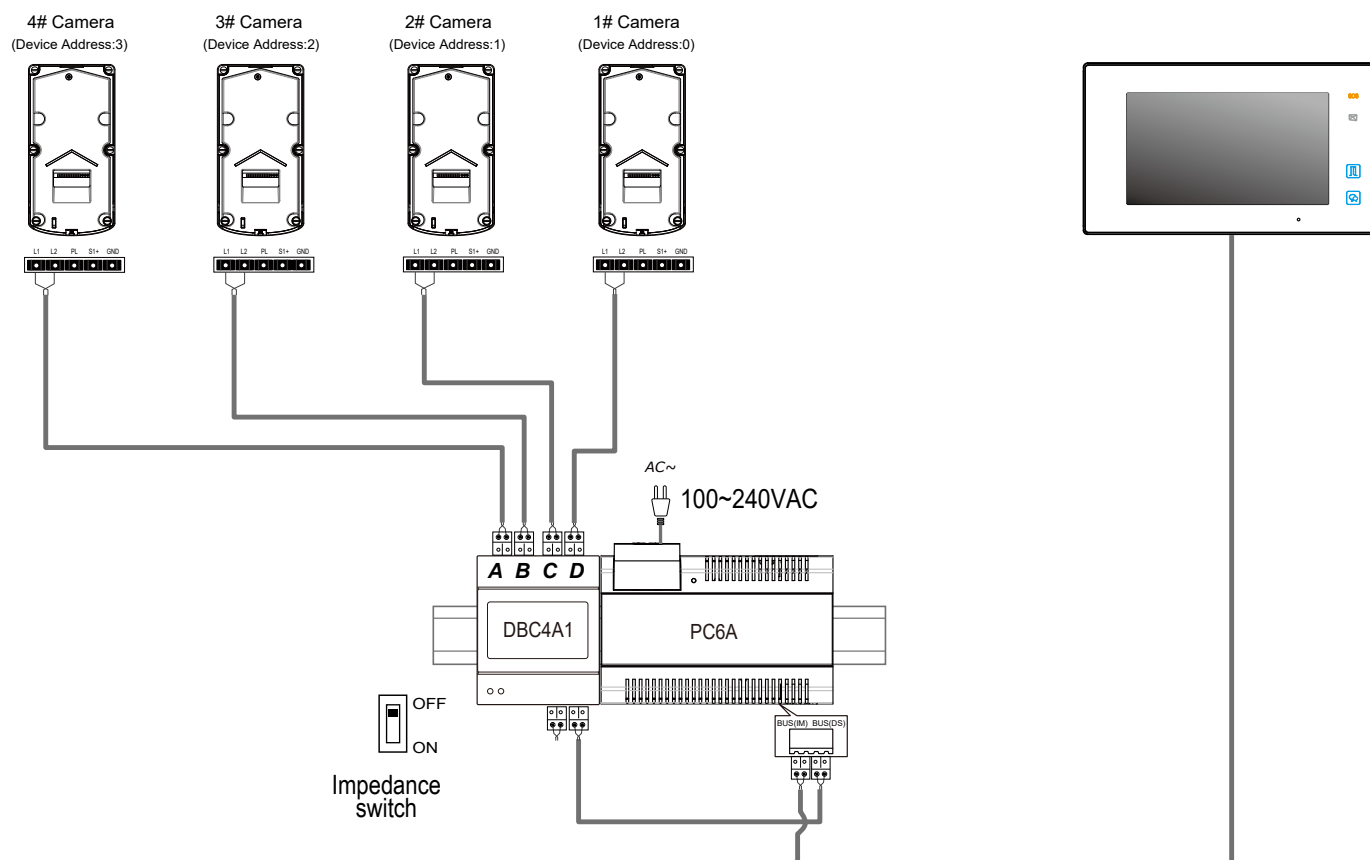 4# Camera
(Device Address:3)
3# Camera
(Device Address:2)
2# Camera
(Device Address:1)
1# Camera
(Device Address:0)
SOS
L1 L2 PL S1+ GND
L1 L2 PL S1+ GND
L1 L2 PL S1+ GND
L1 L2 PL S1+ GND
AC~
100~240VAC
A B C D
DBC4A1
PC6A
OFF
ON
Impedance
switch
BUS(IM) BUS(DS)